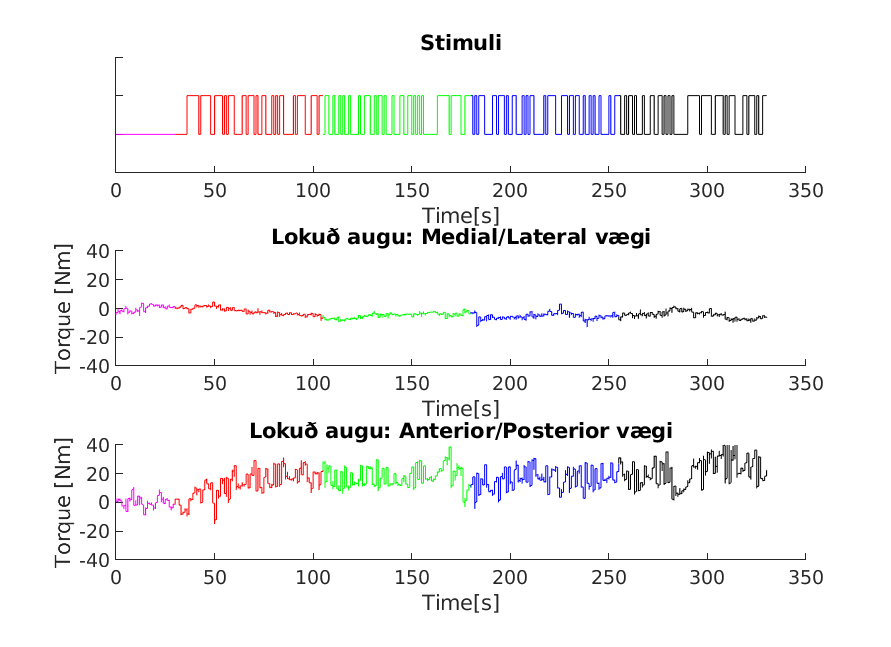 Stimuli
0 50 100 150 200 250 300 350
Time[s]
Lokuð augu: Medial/Lateral vægi
Torque [Nm]
40
20
0
-20
-40
0 50 100 150 200 250 300 350
Time[s]
Lokuð augu: Anterior/Posterior vægi
Torque [Nm]
40
20
0
-20
-40
0 50 100 150 200 250 300 350
Time[s]